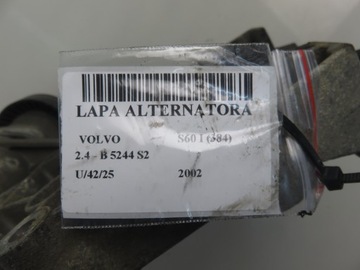 LAPA ALTERNATORA
VOLVO S60 I (384)
2.4 - B 5244 S2
U/42/25 2002